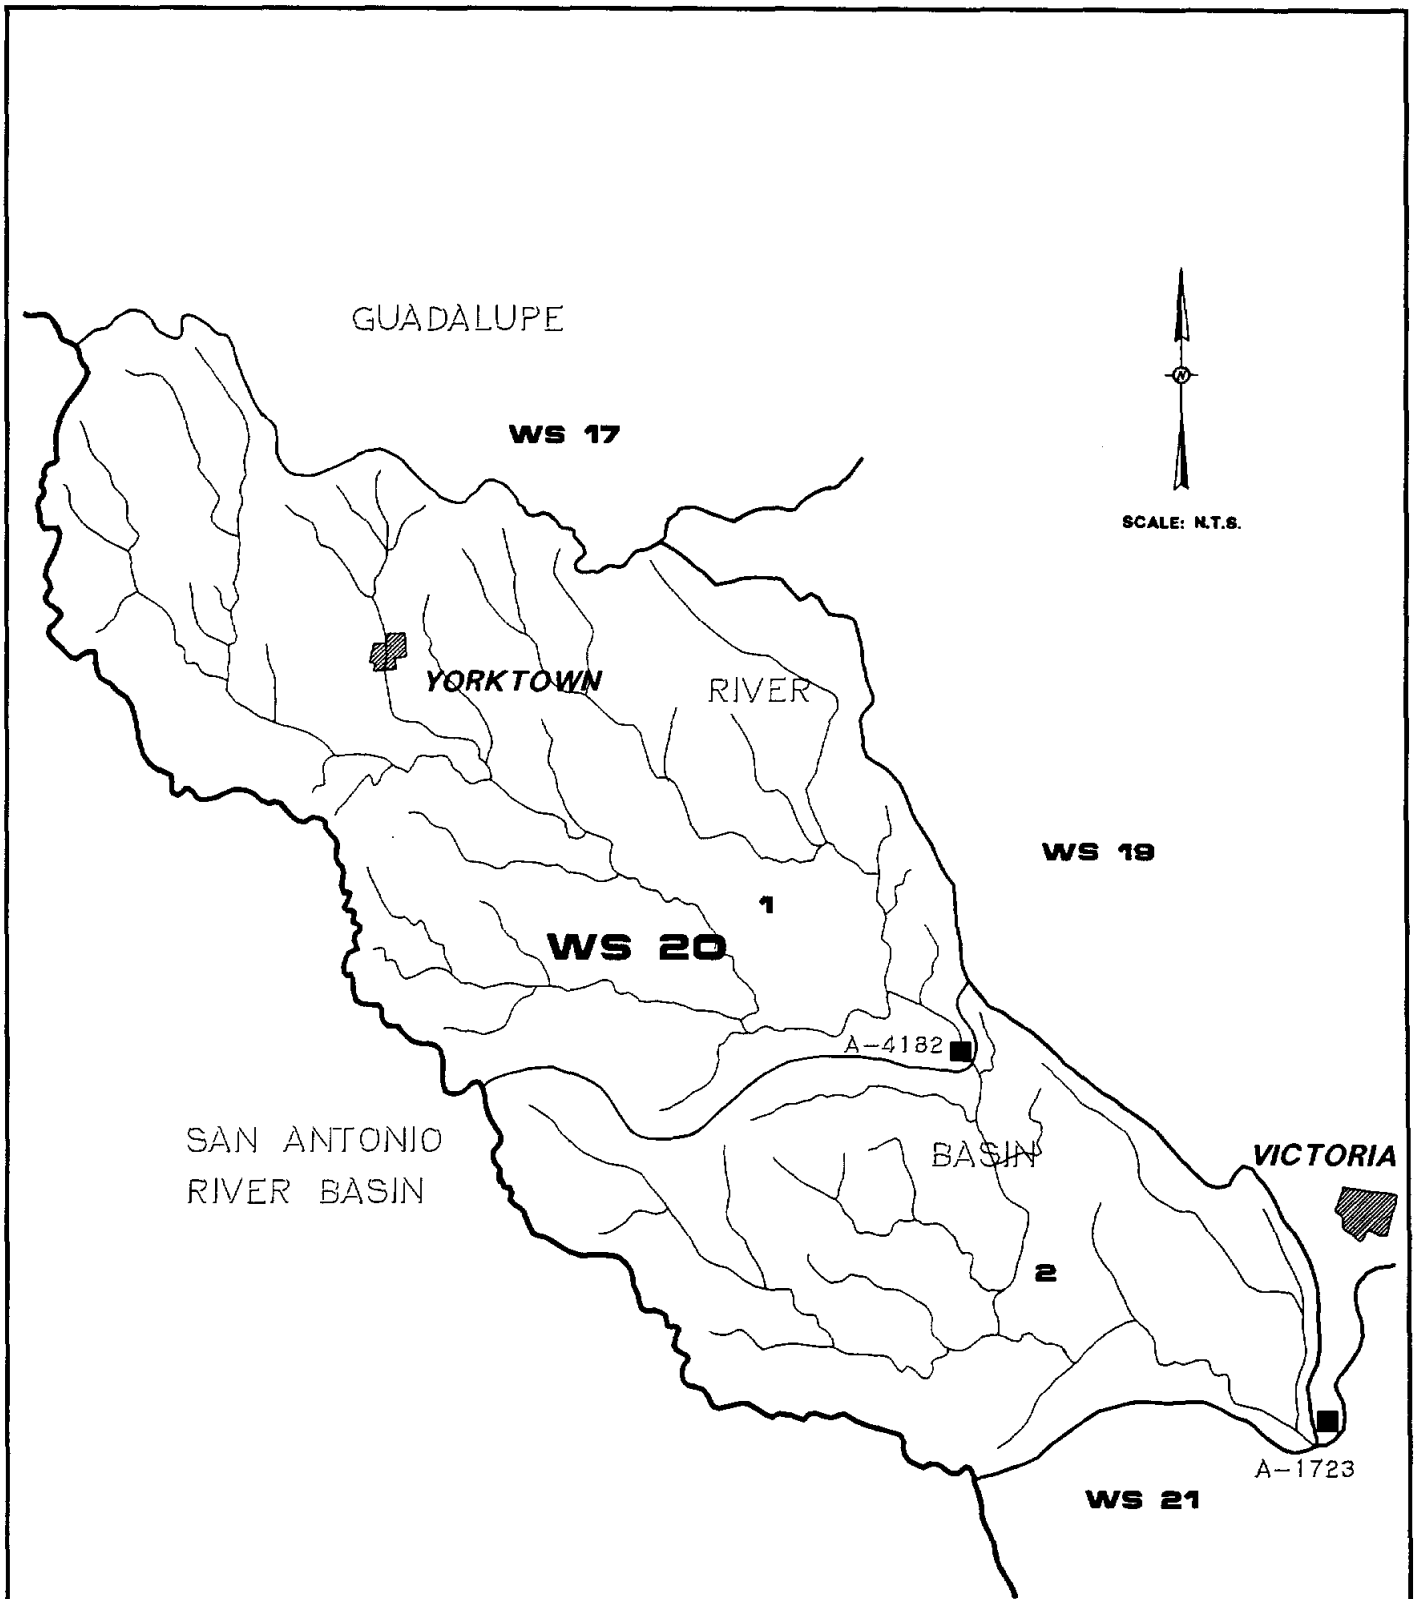 GUADALUPE
WS 17
N
SCALE: N.T.S.
YORKTOWN
RIVER
WS 19
1
WS 20
A-4182
SAN ANTONIO
RIVER BASIN
BASIN
VICTORIA
2
A-1723
WS 21